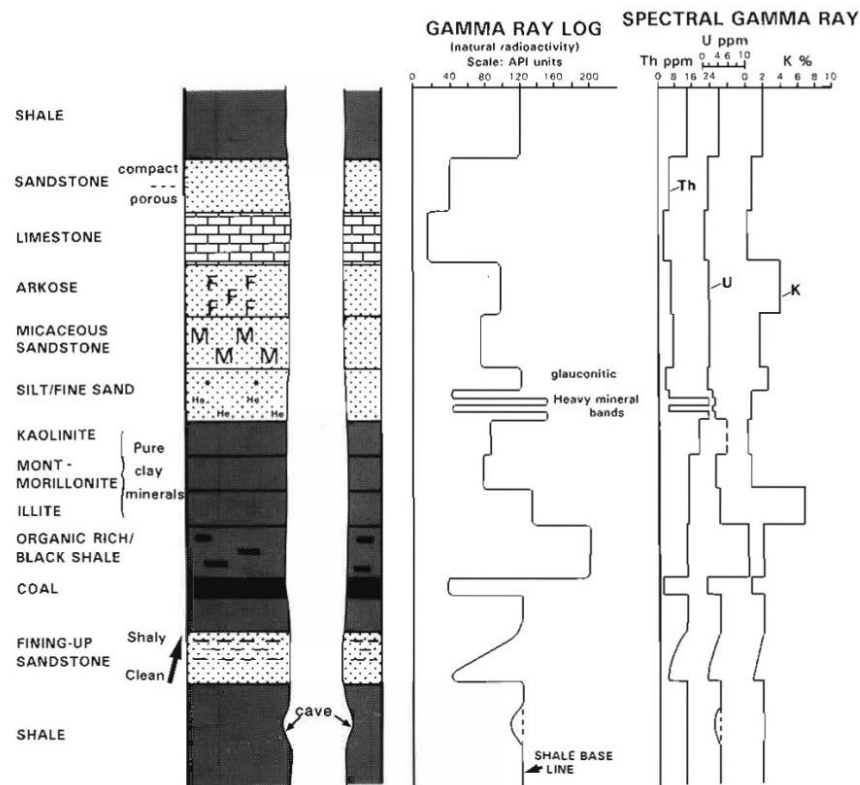 GAMMA RAY LOG
(natural radioactivity)
Scale: API units
0 40 80 120 160 200
SPECTRAL GAMMA RAY
U ppm
0 4 6 10
Th ppm
K %
0 8 16 24 0 2 4 6 8 10
SHALE
SANDSTONE
compact
porous
LIMESTONE
ARKOSE
F F
F
F F
MICACEOUS
SANDSTONE
M M
M M
SILT/FINE SAND
He He
He He
KAOLINITE
MONT-
MORILLONITE
ILLITE
Pure
clay
minerals
ORGANIC RICH/
BLACK SHALE
COAL
FINING-UP
SANDSTONE
Shaly
Clean
SHALE
cave
SHALE BASE
LINE
Th
U
K
glauconitic
Heavy mineral
bands